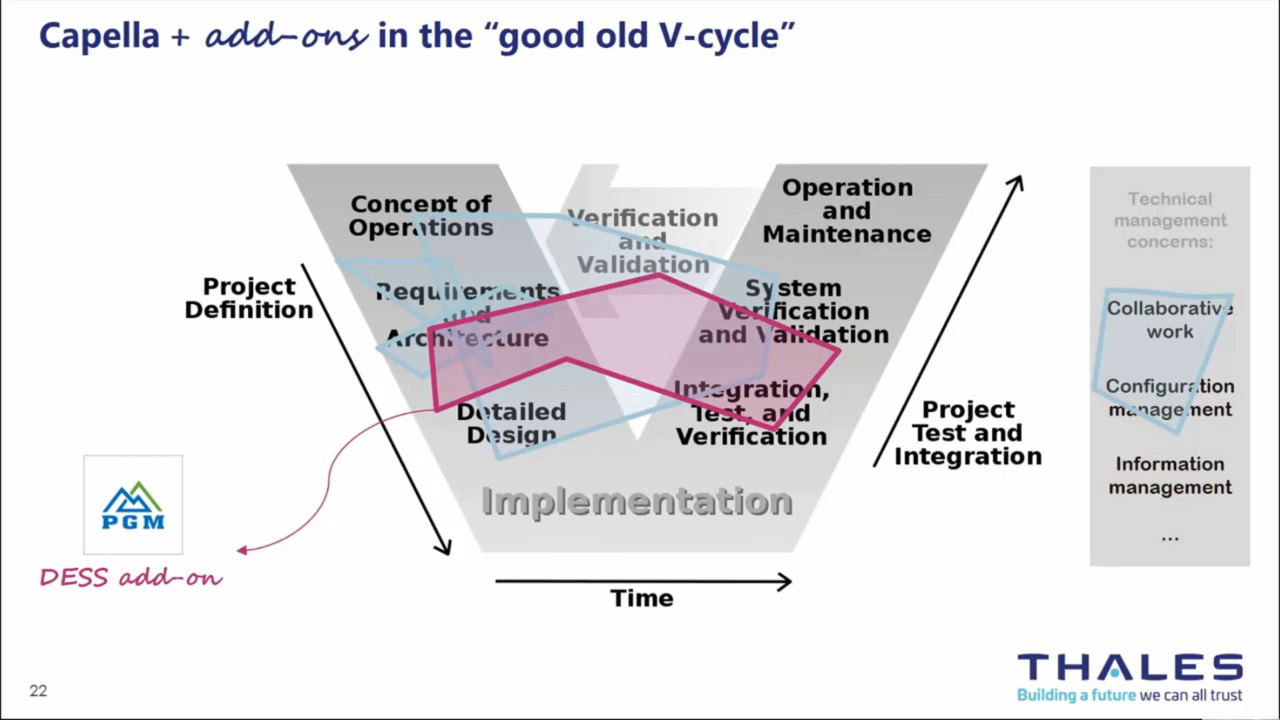 Capella + add-ons in the “good old V-cycle”
Concept of
Operations
Verification
and
Validation
Operation
and
Maintenance
Project
Definition
Requirements
and
Architecture
System
Verification
and Validation
Detailed
Design
Integration,
Test, and
Verification
Project
Test and
Integration
Implementation
Time
Technical
management
concerns:
Collaborative
work
Configuration
management
Information
management
...
PGM
DESS add-on
THALES
Building a future we can all trust
22